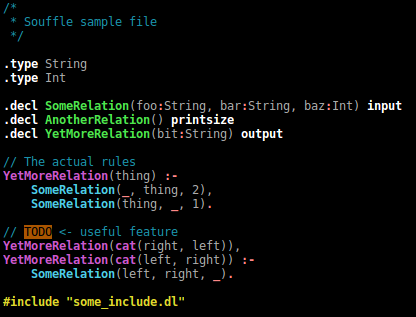 /*
 * Souffle sample file
 */
.type String
.type Int
.decl SomeRelation(foo:String, bar:String, baz:Int) input
.decl AnotherRelation() printsize
.decl YetMoreRelation(bit:String) output
// The actual rules
YetMoreRelation(thing) :-
    SomeRelation(_, thing, 2),
    SomeRelation(thing, _, 1).
// TODO <- useful feature
YetMoreRelation(cat(right, left)),
YetMoreRelation(cat(left, right)) :-
    SomeRelation(left, right, _).
#include "some_include.dl"